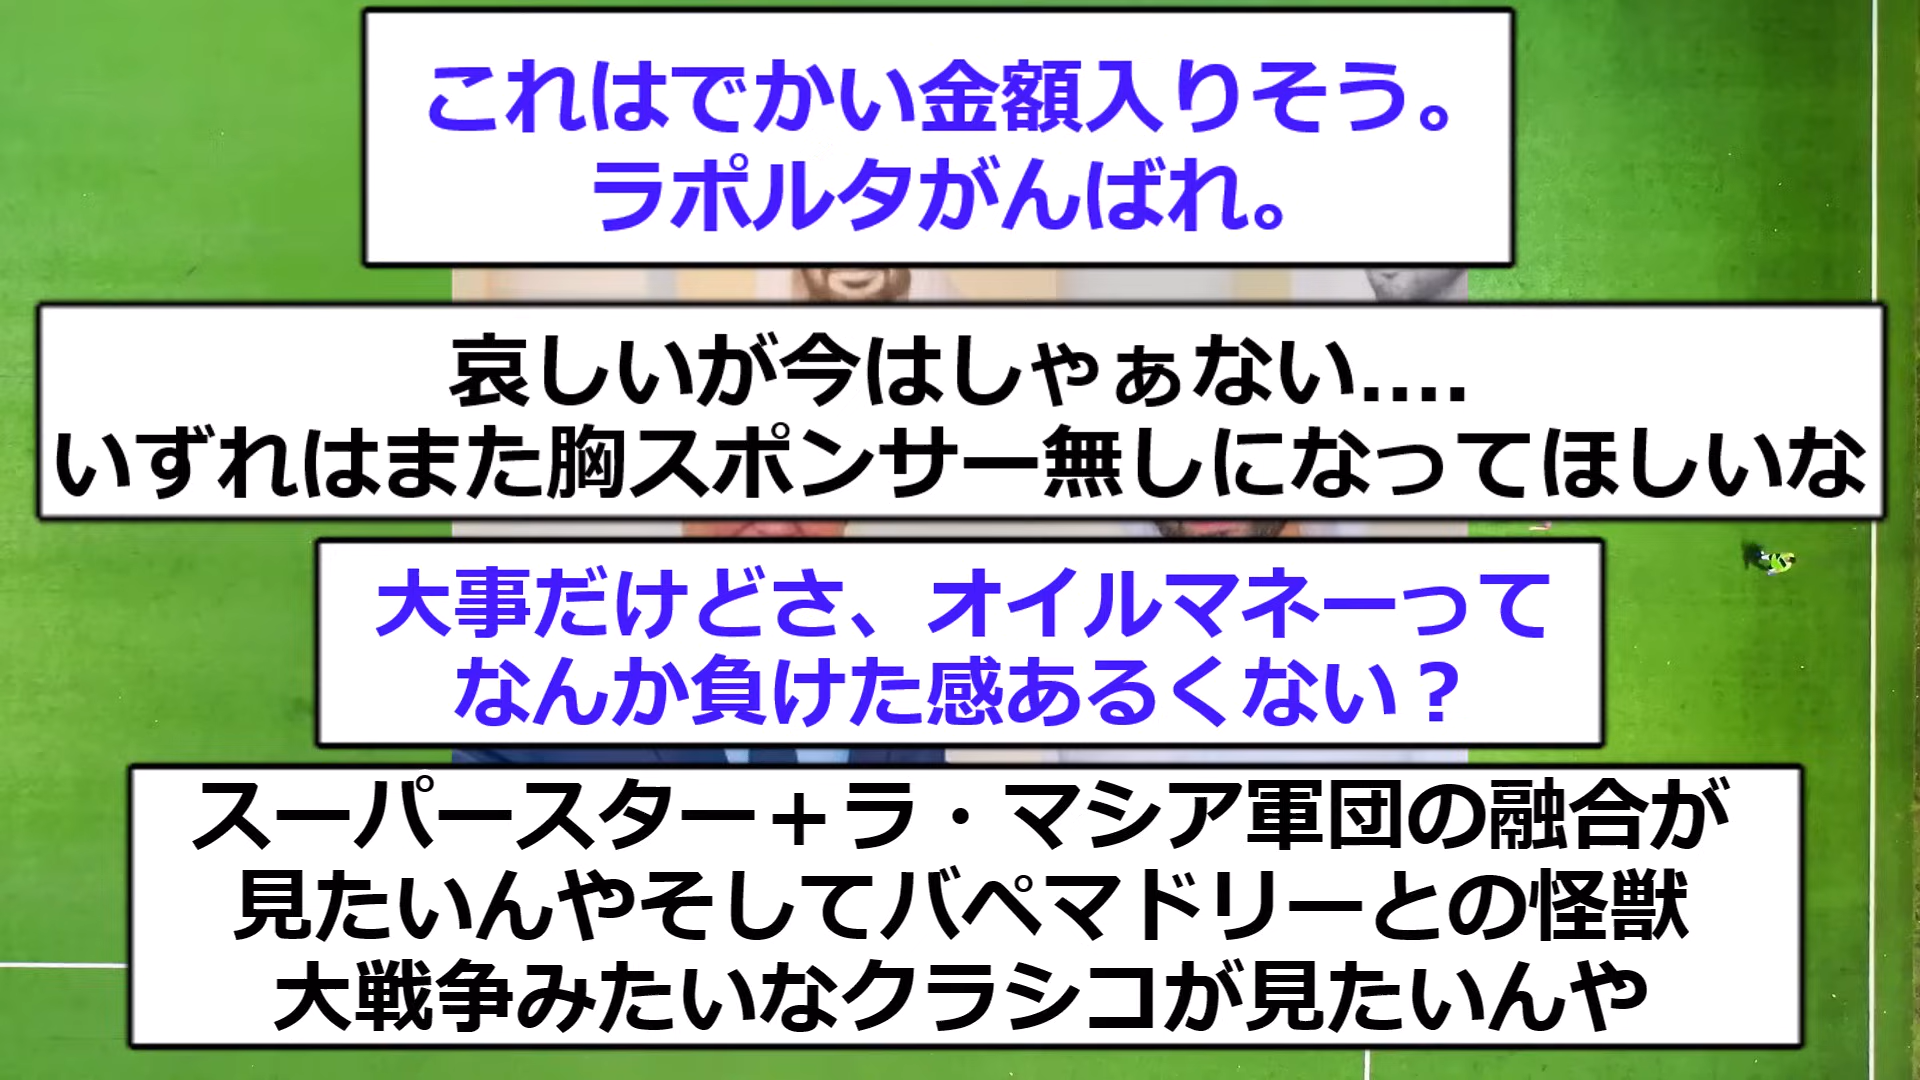 これはでかい金額入りそう。
ラポルタがんばれ。
哀しいが今はしゃぁない....
いずれはまた胸スポンサー無しになってほしいな
大事だけどさ、オイルマネーって
なんか負けた感あるくない？
スーパースター＋ラ・マシア軍団の融合が
見たいんやそしてバペマドリーとの怪獣
大戦争みたいなクラシコが見たいんや